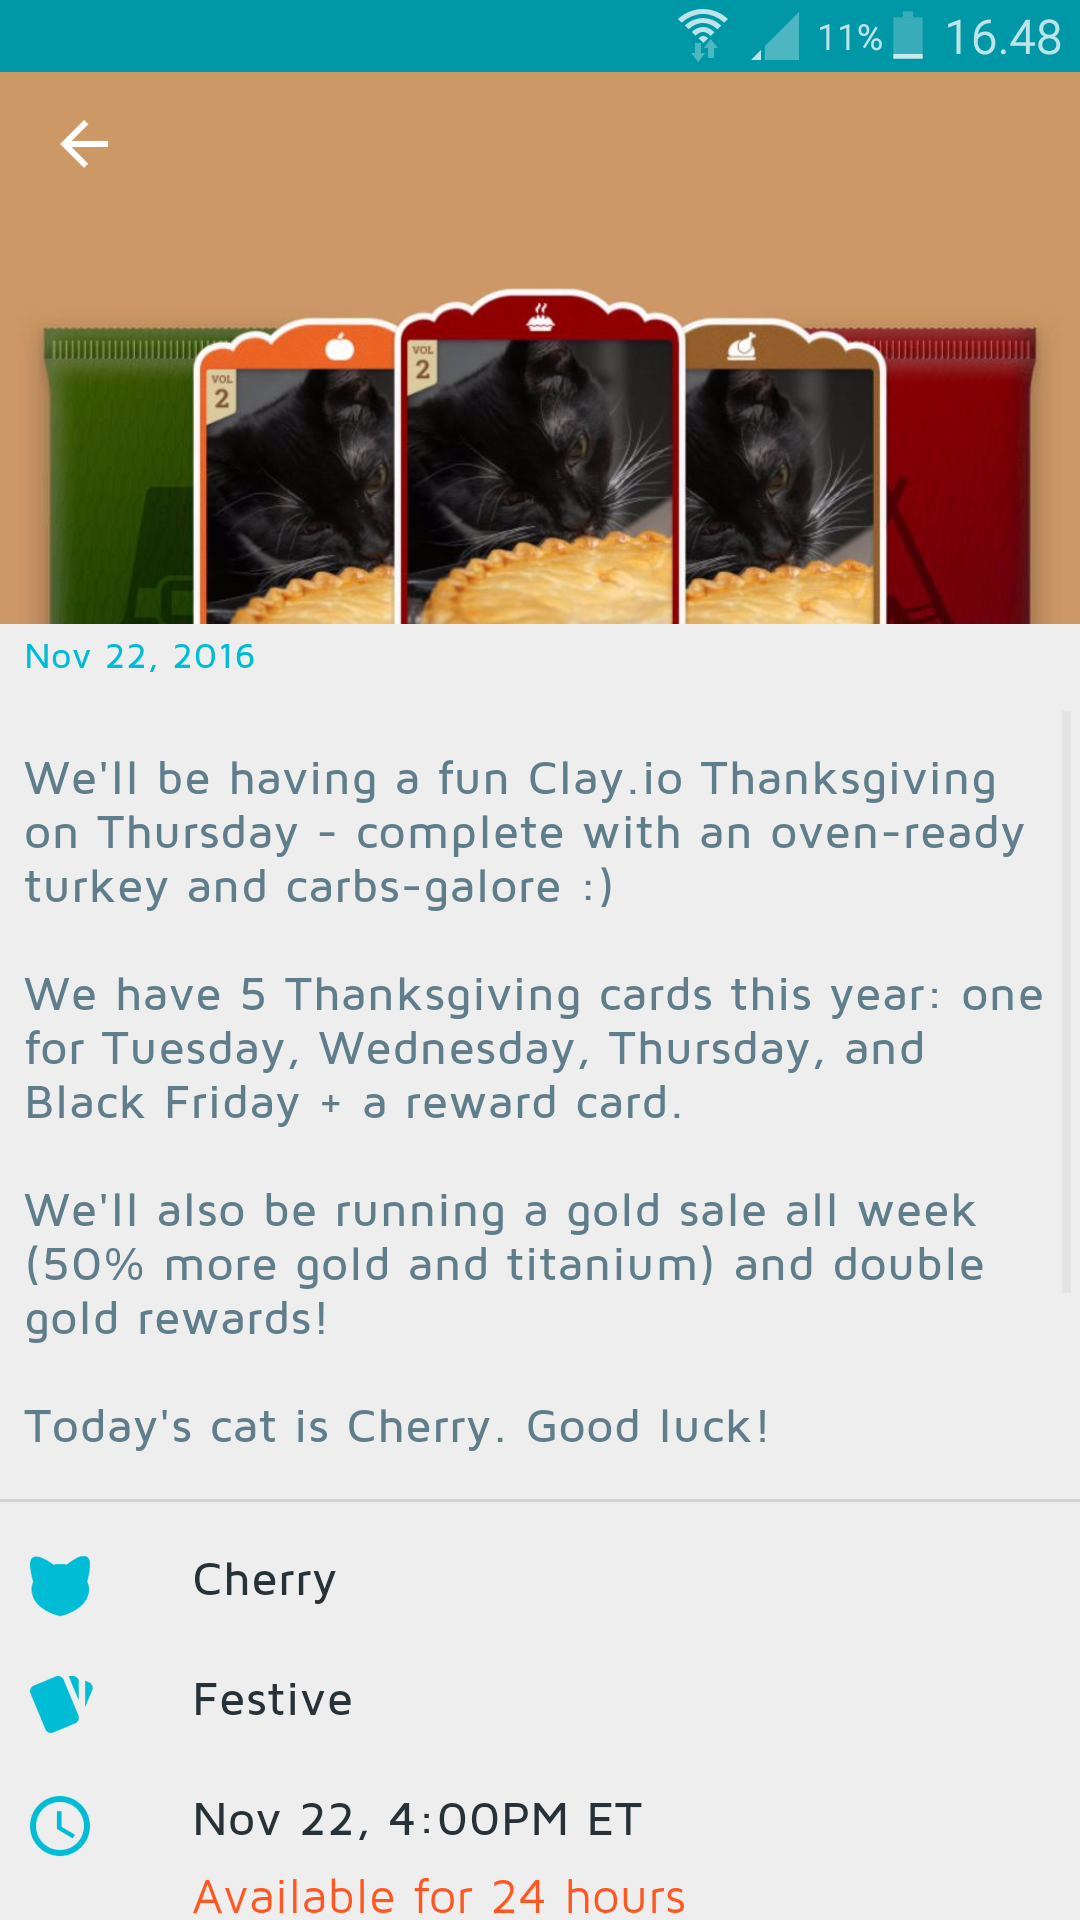 11% 16.48
VOL 2
VOL 2
Nov 22, 2016
We'll be having a fun Clay.io Thanksgiving
on Thursday - complete with an oven-ready
turkey and carbs-galore :)
We have 5 Thanksgiving cards this year: one
for Tuesday, Wednesday, Thursday, and
Black Friday + a reward card.
We'll also be running a gold sale all week
(50% more gold and titanium) and double
gold rewards!
Today's cat is Cherry. Good luck!
Cherry
Festive
Nov 22, 4:00PM ET
Available for 24 hours